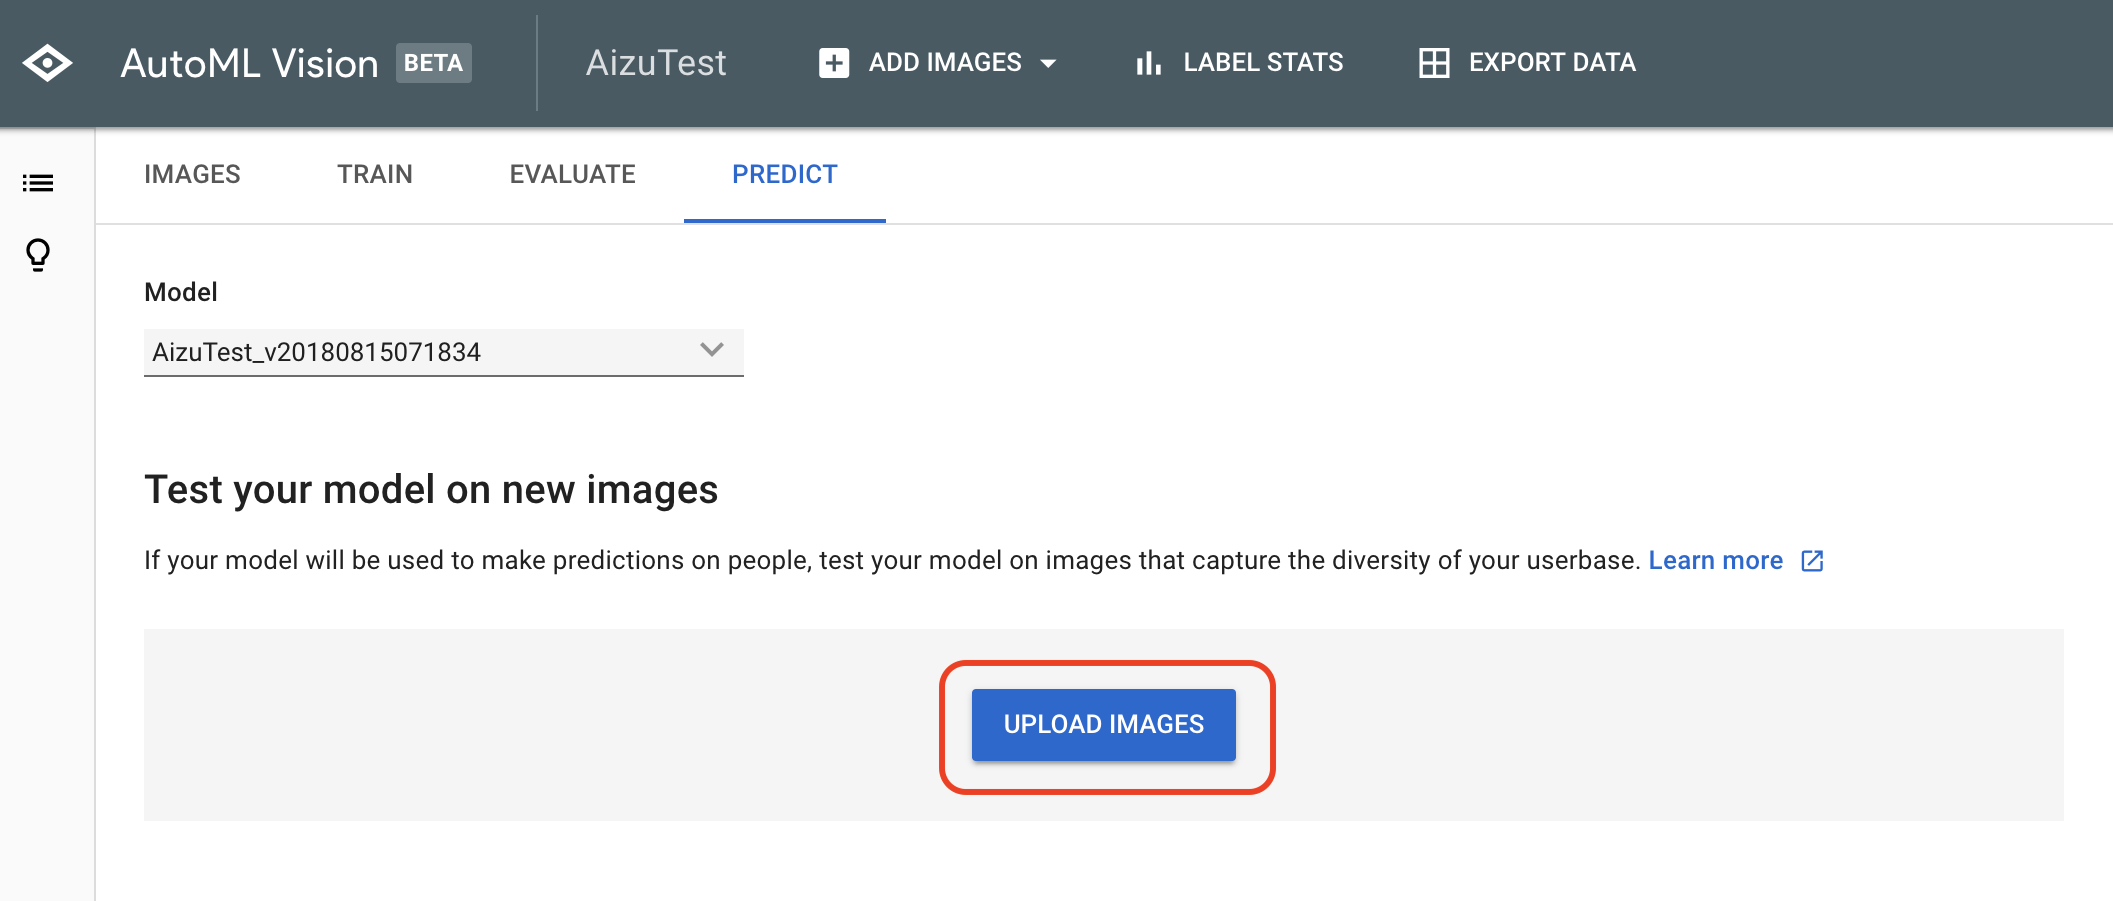 AutoML Vision BETA AizuTest ADD IMAGES LABEL STATS EXPORT DATA
IMAGES TRAIN EVALUATE PREDICT
Model
AizuTest_v20180815071834
Test your model on new images
If your model will be used to make predictions on people, test your model on images that capture the diversity of your userbase. Learn more
UPLOAD IMAGES